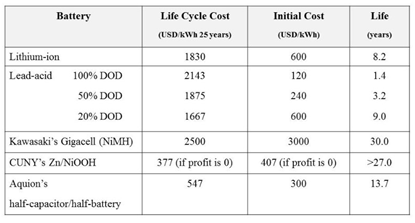 Battery Life Cycle Cost Initial Cost Life
(USD/kWh 25 years) (USD/kWh) (years)
Lithium-ion 1830 600 8.2
Lead-acid 100% DOD 2143 120 1.4
50% DOD 1875 240 3.2
20% DOD 1667 600 9.0
Kawasaki's Gigacell (NiMH) 2500 3000 30.0
CUNY's Zn/NiOOH 377 (if profit is 0) 407 (if profit is 0) >27.0
Aquion's 547 300 13.7
half-capacitor/half-battery